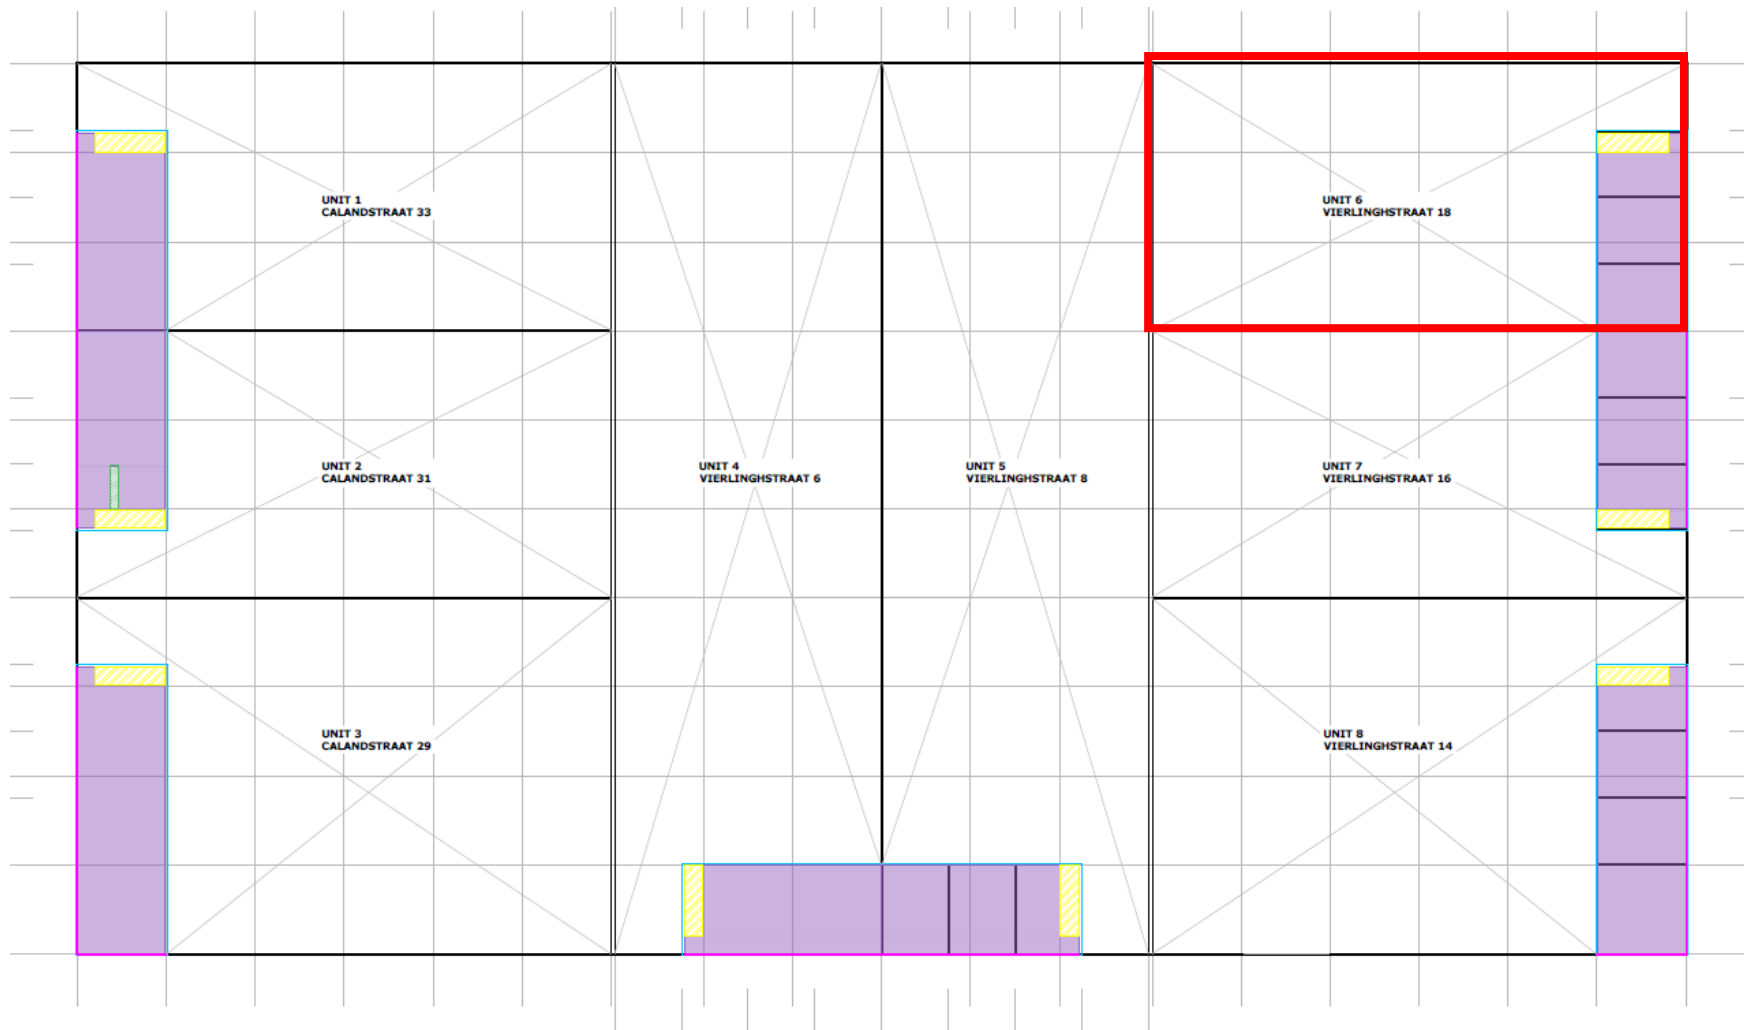 UNIT 1
CALANDSTRAAT 33
UNIT 6
VIERLINGHSTRAAT 18
UNIT 2
CALANDSTRAAT 31
UNIT 4
VIERLINGHSTRAAT 6
UNIT 5
VIERLINGHSTRAAT 8
UNIT 7
VIERLINGHSTRAAT 16
UNIT 3
CALANDSTRAAT 29
UNIT 8
VIERLINGHSTRAAT 14